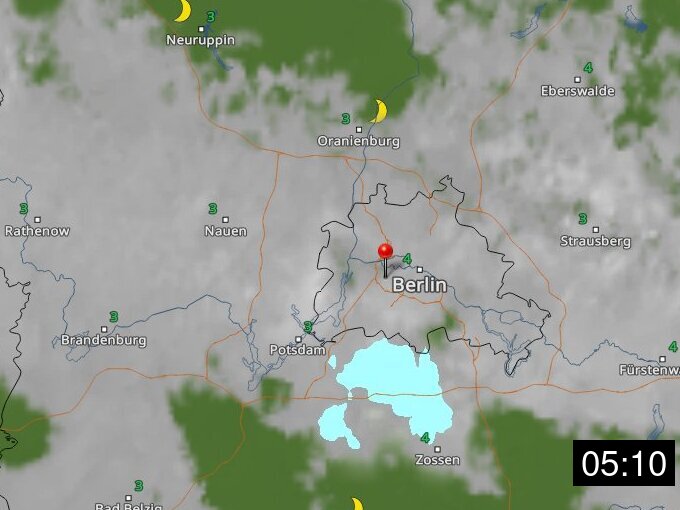 3
Neuruppin
4
Eberswalde
3
Oranienburg
3
Rathenow
3
Nauen
3
Strausberg
4
Berlin
3
Brandenburg
3
Potsdam
4
4
Zossen
05:10
3